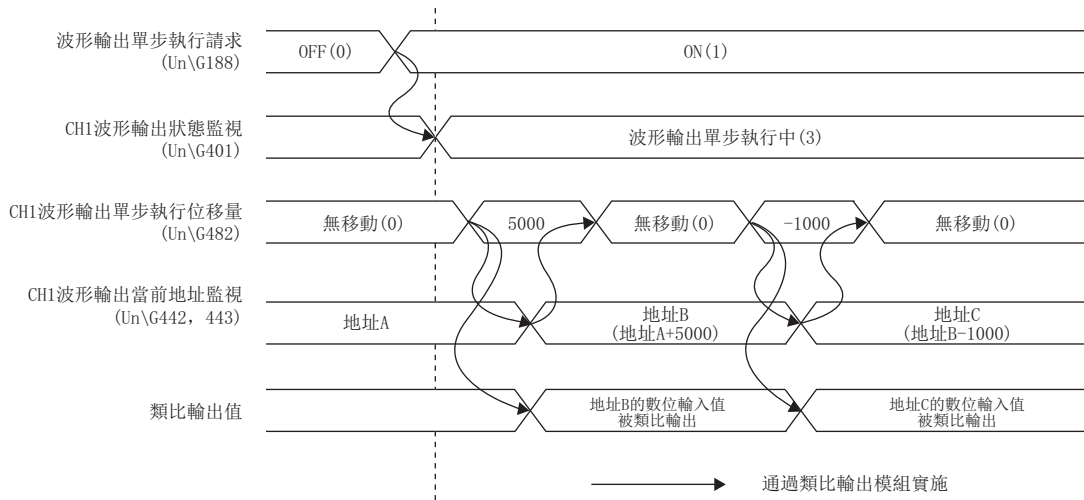 波形輸出單步執行請求
(Un\G188)
OFF(0)
ON(1)
CH1波形輸出狀態監視
(Un\G401)
波形輸出單步執行中(3)
CH1波形輸出單步執行位移量
(Un\G482)
無移動(0)
5000
無移動(0)
-1000
無移動(0)
CH1波形輸出當前地址監視
(Un\G442，443)
地址A
地址B
(地址A+5000)
地址C
(地址B-1000)
類比輸出值
地址B的數位輸入值
被類比輸出
地址C的數位輸入值
被類比輸出
通過類比輸出模組實施